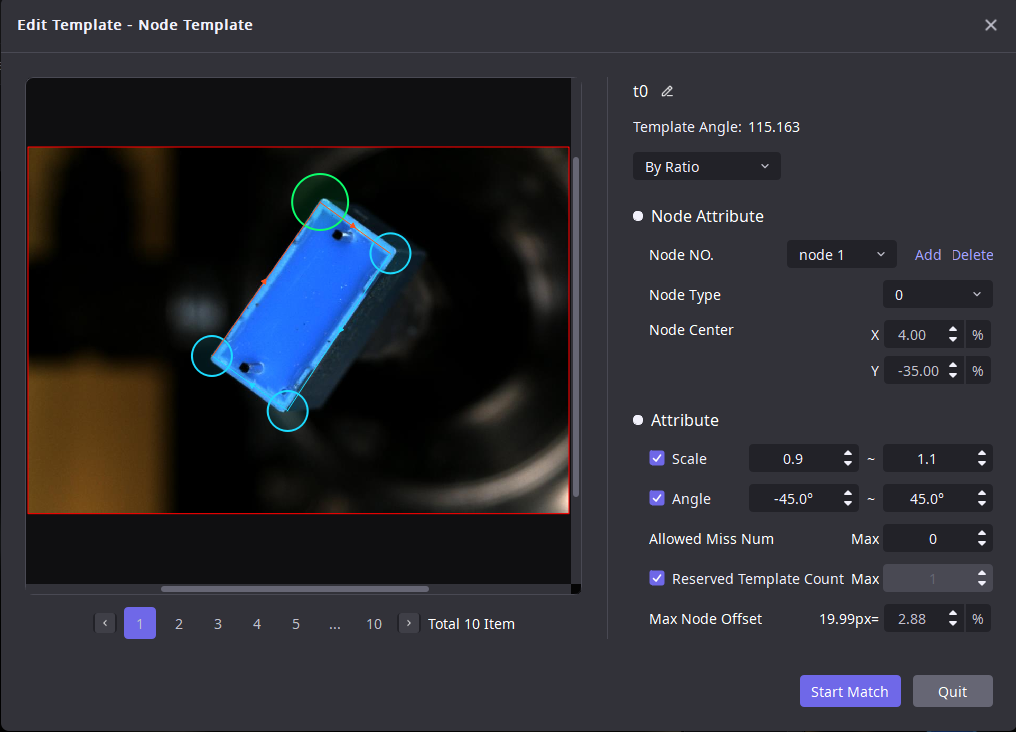 Edit Template - Node Template
t0
Template Angle: 115.163
By Ratio
Node Attribute
Node NO. node 1 Add Delete
Node Type 0
Node Center X 4.00 %
Y -35.00 %
Attribute
Scale 0.9 ~ 1.1
Angle -45.0° ~ 45.0°
Allowed Miss Num Max 0
Reserved Template Count Max 1
Max Node Offset 19.99px= 2.88 %
1 2 3 4 5 ... 10 Total 10 Item
Start Match Quit